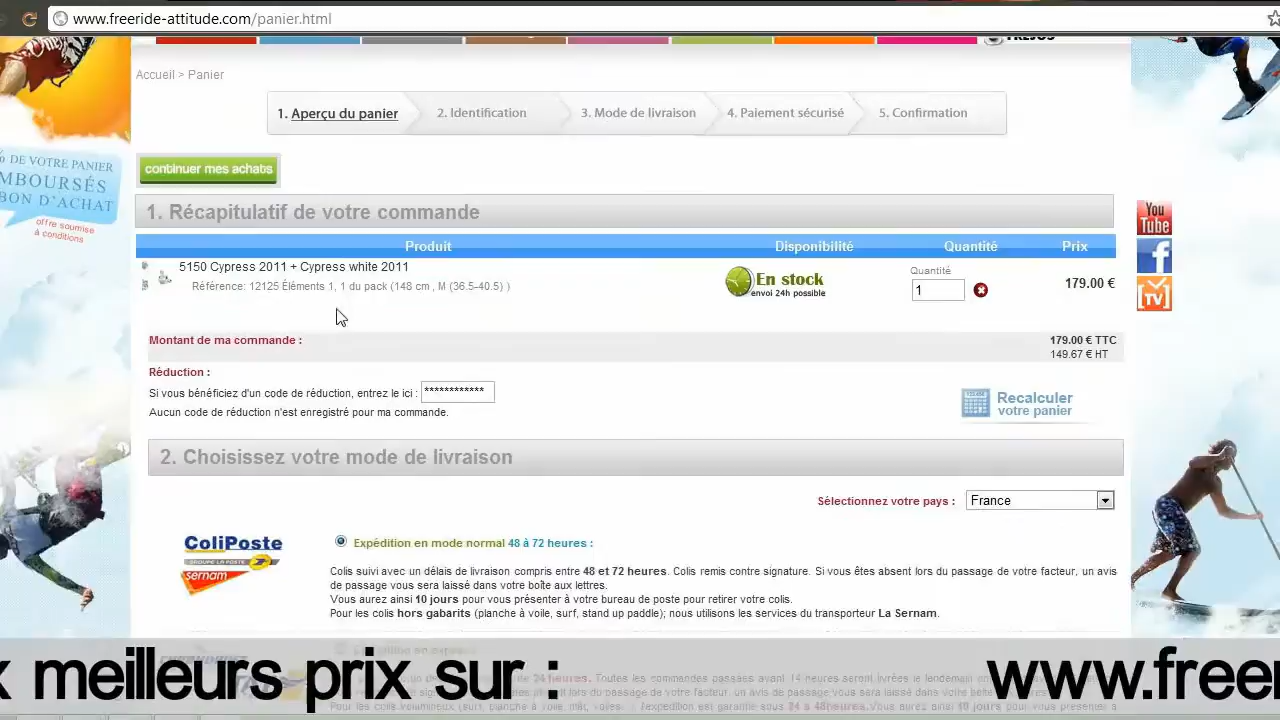 www.freeride-attitude.com/panier.html
FREJUS
Accueil > Panier
1. Aperçu du panier 2. Identification 3. Mode de livraison 4. Paiement sécurisé 5. Confirmation
DE VOTRE PANIER
MBOURSÉS
BON D'ACHAT
offre soumise
à conditions
continuer mes achats
1. Récapitulatif de votre commande
Produit Disponibilité Quantité Prix
5150 Cypress 2011 + Cypress white 2011
Référence: 12125 Éléments 1, 1 du pack (148 cm , M (36.5-40.5) )
En stock
envoi 24h possible
Quantité
1
179.00 €
You
Tube
f
TV
Montant de ma commande :
179.00 € TTC
149.67 € HT
Réduction :
Si vous bénéficiez d'un code de réduction, entrez le ici : ************
Aucun code de réduction n'est enregistré pour ma commande.
Recalculer
votre panier
2. Choisissez votre mode de livraison
Sélectionnez votre pays : France
ColiPoste
GROUPE LA POSTE
sernam
Expédition en mode normal 48 à 72 heures :
Colis suivi avec un délais de livraison compris entre 48 et 72 heures. Colis remis contre signature. Si vous êtes absent lors du passage de votre facteur, un avis
de passage vous sera laissé dans votre boîte aux lettres.
Vous aurez ainsi 10 jours pour vous présenter à votre bureau de poste pour retirer votre colis.
Pour les colis hors gabarits (planche à voile, surf, stand up paddle); nous utilisons les services du transporteur La Sernam.
x meilleurs prix sur : www.free